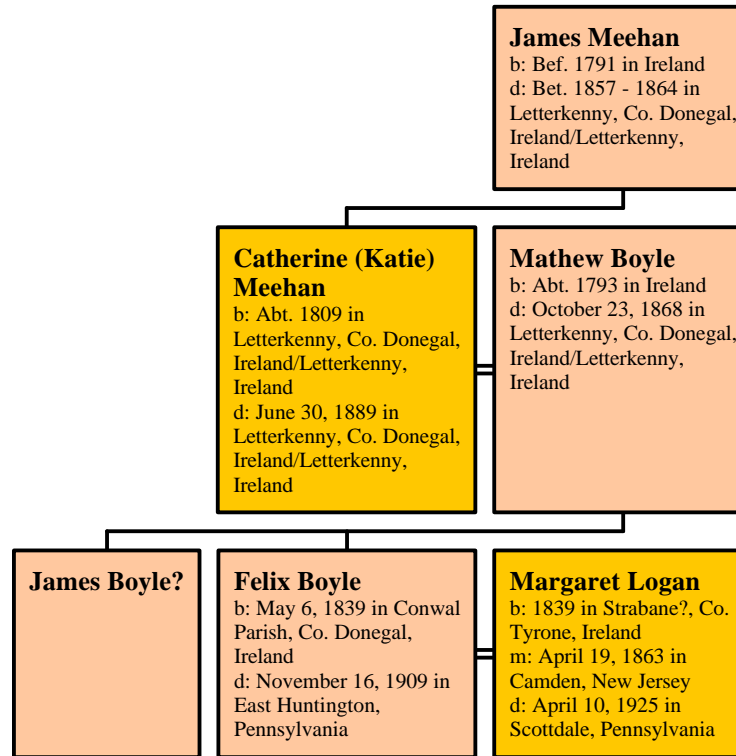 James Meehan
b: Bef. 1791 in Ireland
d: Bet. 1857 - 1864 in
Letterkenny, Co. Donegal,
Ireland/Letterkenny,
Ireland
Catherine (Katie)
Meehan
b: Abt. 1809 in
Letterkenny, Co. Donegal,
Ireland/Letterkenny,
Ireland
d: June 30, 1889 in
Letterkenny, Co. Donegal,
Ireland/Letterkenny,
Ireland
Mathew Boyle
b: Abt. 1793 in Ireland
d: October 23, 1868 in
Letterkenny, Co. Donegal,
Ireland/Letterkenny,
Ireland
James Boyle?
Felix Boyle
b: May 6, 1839 in Conwal
Parish, Co. Donegal,
Ireland
d: November 16, 1909 in
East Huntington,
Pennsylvania
Margaret Logan
b: 1839 in Strabane?, Co.
Tyrone, Ireland
m: April 19, 1863 in
Camden, New Jersey
d: April 10, 1925 in
Scottdale, Pennsylvania